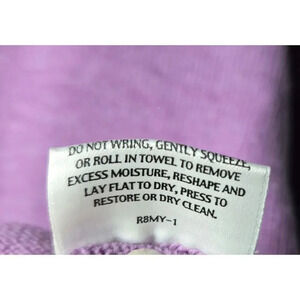 DO NOT WRING, GENTLY SQUEEZE,
OR ROLL IN TOWEL TO REMOVE
EXCESS MOISTURE, RESHAPE AND
LAY FLAT TO DRY, PRESS TO
RESTORE OR DRY CLEAN.
R8MY-1